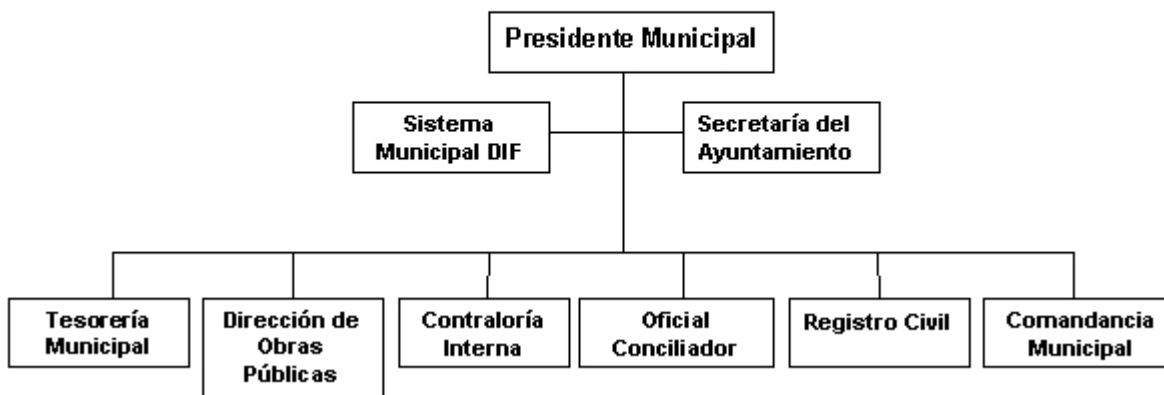 Presidente Municipal
Sistema
Municipal DIF
Secretaría del
Ayuntamiento
Tesorería
Municipal
Dirección de
Obras
Públicas
Contraloría
Interna
Oficial
Conciliador
Registro Civil
Comandancia
Municipal